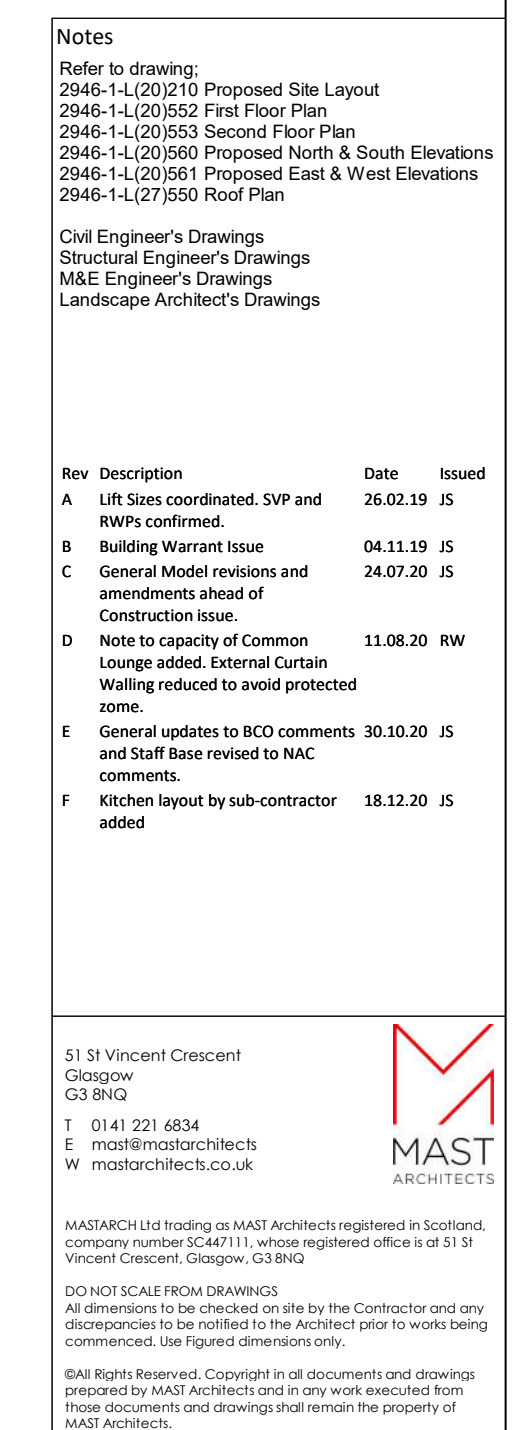 Notes
Refer to drawing;
2946-1-L(20)210 Proposed Site Layout
2946-1-L(20)552 First Floor Plan
2946-1-L(20)553 Second Floor Plan
2946-1-L(20)560 Proposed North & South Elevations
2946-1-L(20)561 Proposed East & West Elevations
2946-1-L(27)550 Roof Plan
Civil Engineer's Drawings
Structural Engineer's Drawings
M&E Engineer's Drawings
Landscape Architect's Drawings
Rev Description Date Issued
A Lift Sizes coordinated. SVP and 26.02.19 JS
RWPs confirmed.
B Building Warrant Issue 04.11.19 JS
C General Model revisions and 24.07.20 JS
amendments ahead of
Construction issue.
D Note to capacity of Common 11.08.20 RW
Lounge added. External Curtain
Walling reduced to avoid protected
zome.
E General updates to BCO comments 30.10.20 JS
and Staff Base revised to NAC
comments.
F Kitchen layout by sub-contractor 18.12.20 JS
added
51 St Vincent Crescent
Glasgow
G3 8NQ
T 0141 221 6834
E mast@mastarchitects
W mastarchitects.co.uk
MAST
ARCHITECTS
MASTARCH Ltd trading as MAST Architects registered in Scotland,
company number SC447111, whose registered office is at 51 St
Vincent Crescent, Glasgow, G3 8NQ
DO NOT SCALE FROM DRAWINGS
All dimensions to be checked on site by the Contractor and any
discrepancies to be notified to the Architect prior to works being
commenced. Use Figured dimensions only.
©All Rights Reserved. Copyright in all documents and drawings
prepared by MAST Architects and in any work executed from
those documents and drawings shall remain the property of
MAST Architects.